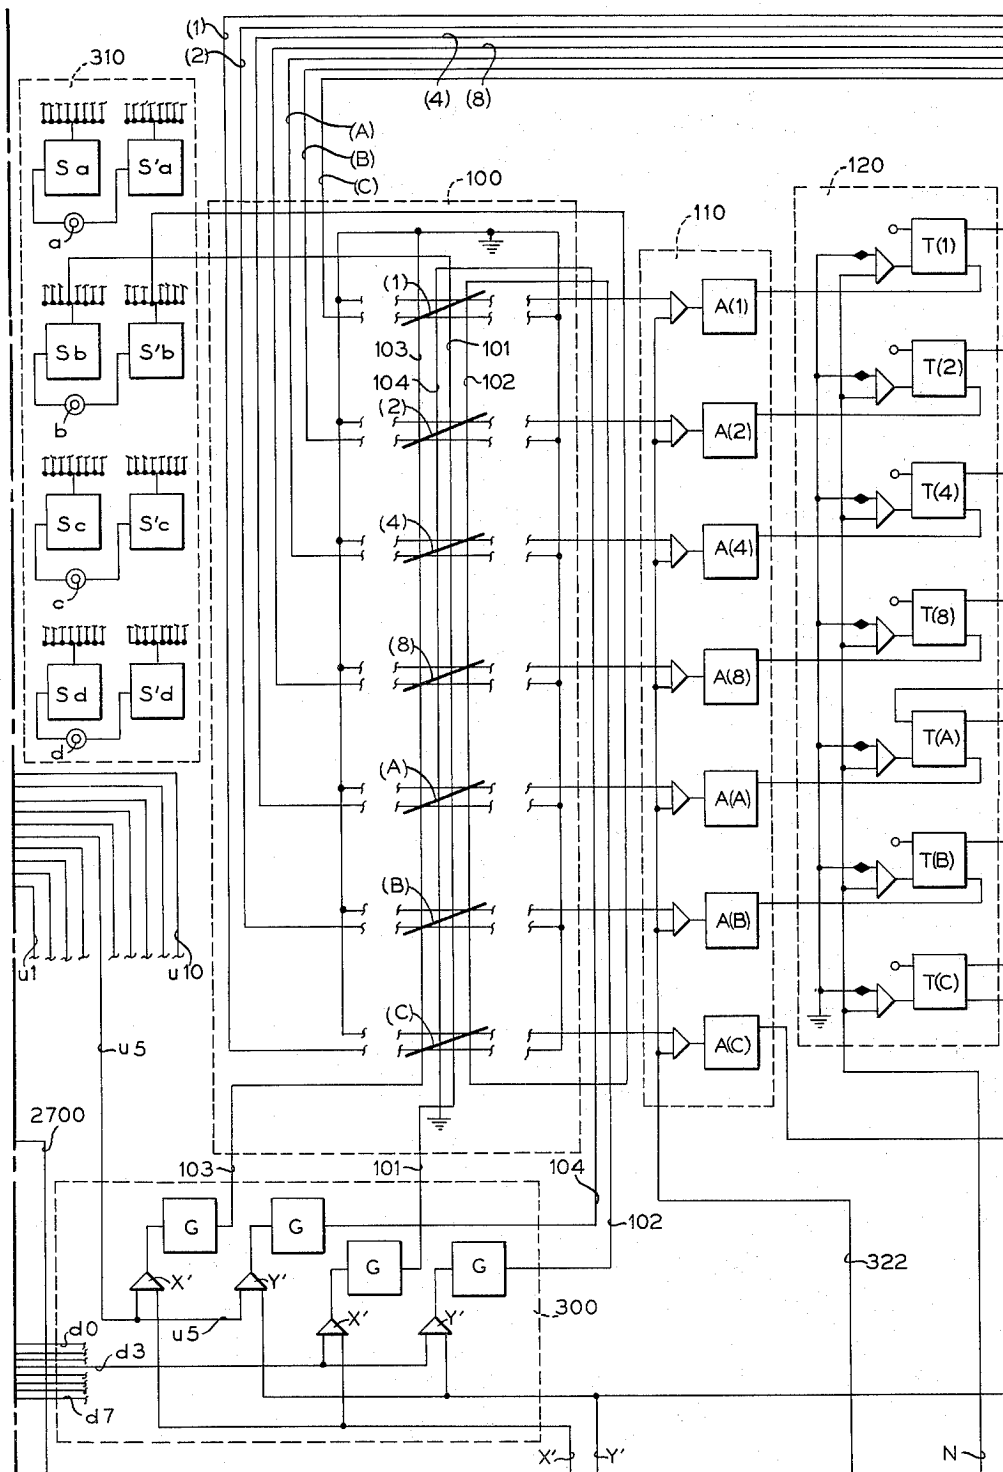 (1)
(2)
310
(4) (8)
(A)
(B)
(C)
100
120
110
Sa S'a
a
T(1)
(1)
A(1)
103
101
104
102
Sb S'b
b
T(2)
(2)
A(2)
Sc S'c
c
T(4)
(4)
A(4)
T(8)
(8)
A(8)
Sd S'd
d
T(A)
(A)
A(A)
T(B)
(B)
A(B)
u1 u10
T(C)
(C)
A(C)
u5
2700
103
101
104
102
G
G
G
G
322
X'
Y'
X'
Y'
300
u5
d0
d3
d7
X' Y'
N